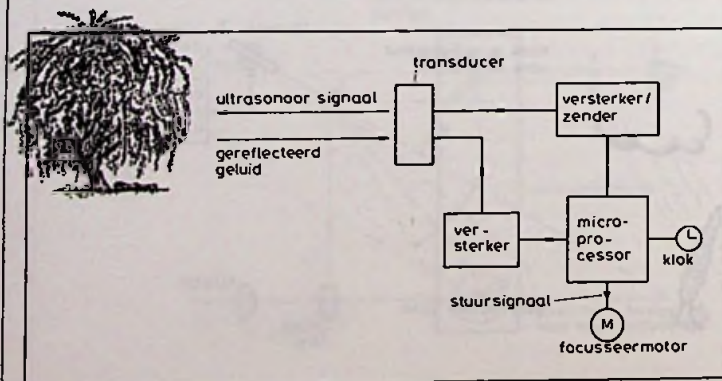 transducer
ultrasonoor signaal
gereflecteerd
geluid
versterker/
zender
ver-
sterker
micro-
pro-
cessor
klok
stuursignaal
M
focusseermotor